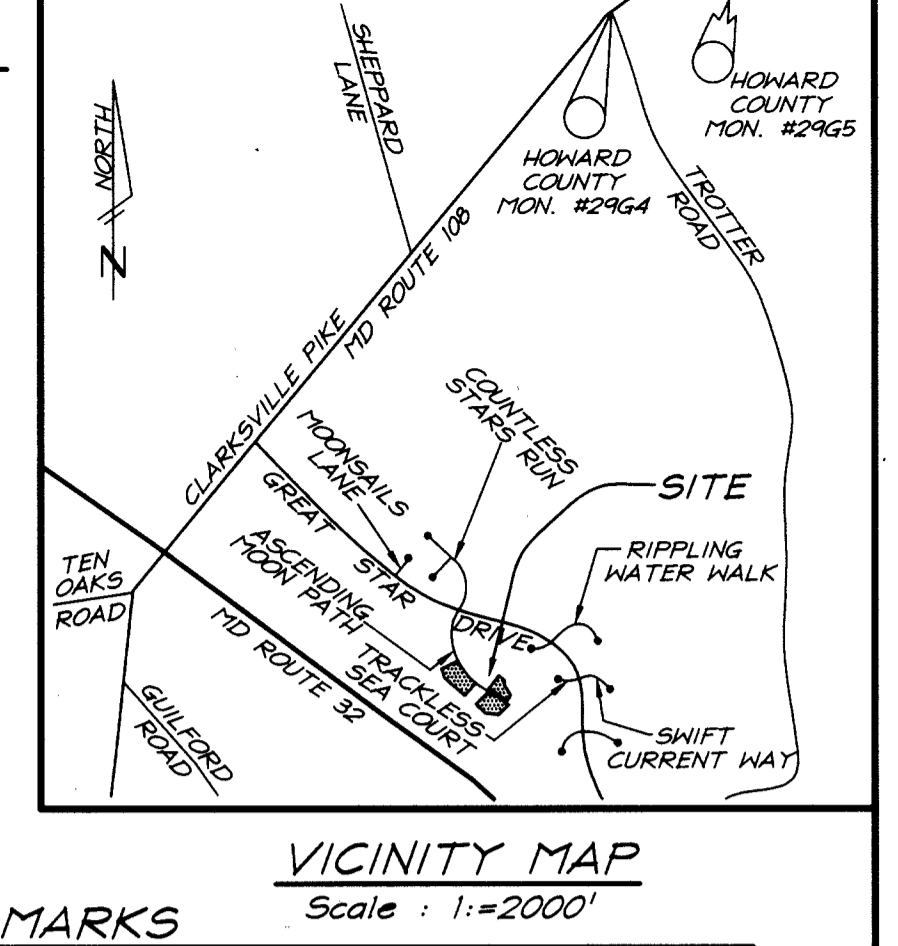 SHEPPARD
LANE
HOWARD
COUNTY
MON. #29G5
NORTH
HOWARD
COUNTY
MON. #29G4
TROTTER
ROAD
N
CLARKSVILLE PIKE
MD ROUTE 108
COUNTLESS
STARS RUN
MOONSAILS
LANE
GREAT STAR DRIVE
SITE
ASCENDING
MOON PATH
TEN
OAKS
ROAD
RIPPLING
WATER WALK
MD ROUTE 32
TRACKLESS
SEA COURT
GUILFORD
ROAD
SWIFT
CURRENT WAY
VICINITY MAP
Scale : 1:=2000'
MARKS